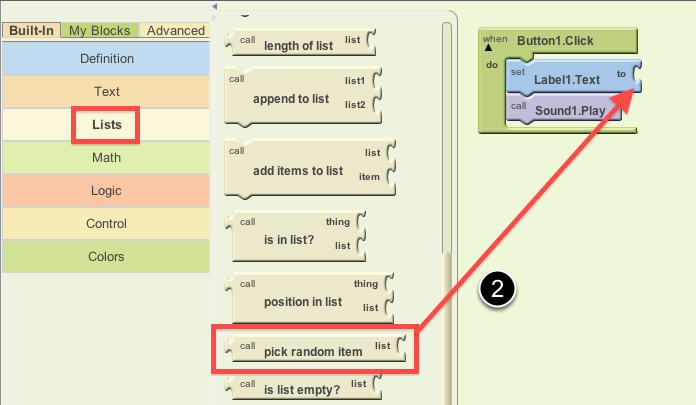 Built-In My Blocks Advanced
Definition
Text
Lists
Math
Logic
Control
Colors
call length of list list
call append to list list1
list2
call add items to list list
item
call is in list? thing
list
call position in list thing
list
call pick random item list
call is list empty? list
when Button1.Click
do set Label1.Text to
call Sound1.Play
2